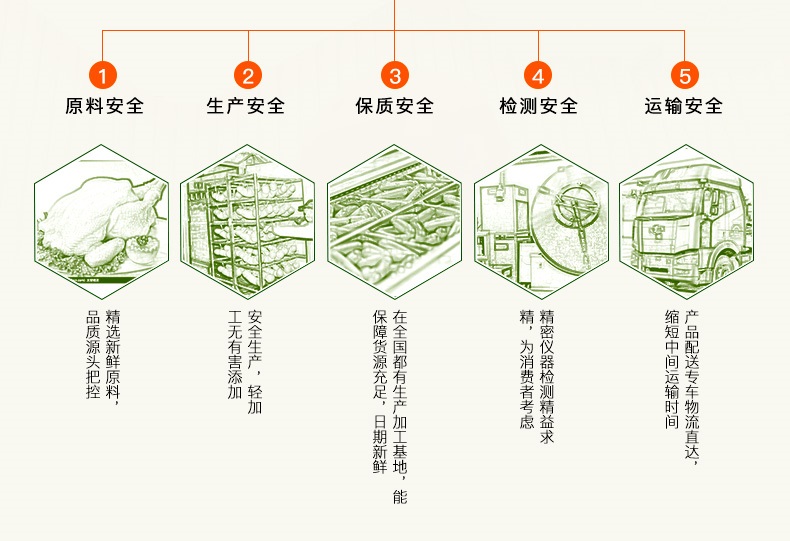 1
原料安全
精选新鲜原料，
品质源头把控
2
生产安全
安全生产，轻加
工无有害添加
3
保质安全
在全国都有生产加工基地，能
保障货源充足，日期新鲜
4
检测安全
精密仪器检测精益求
精，为消费者考虑
5
运输安全
产品配送专车物流直达，
缩短中间运输时间